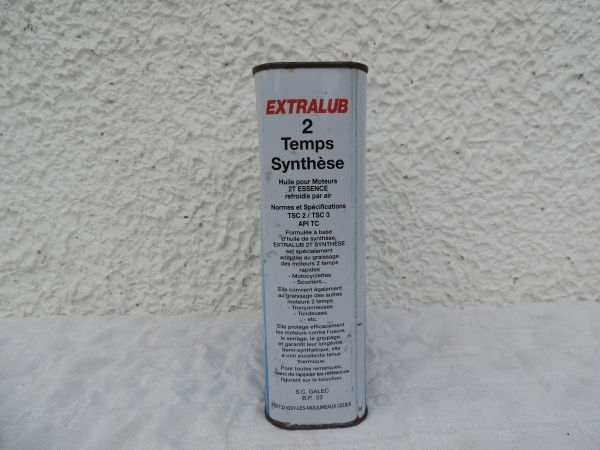 EXTRALUB
2
Temps
Synthèse
Huile pour Moteurs
2T ESSENCE
refroidis par air
Normes et Spécifications
TSC 2 / TSC 3
API TC
Formulée à base
d'huile de synthèse,
EXTRALUB 2T SYNTHÈSE
est spécialement
adaptée au graissage
des moteurs 2 temps
rapides
- Motocyclettes
- Scooters...
Elle convient également
au graissage des autres
moteurs 2 temps
- Tronçonneuses
- Tondeuses
- etc.
Elle protège efficacement
les moteurs contre l'usure,
le serrage, le grippage,
et garantit leur longévité.
Semi-synthétique, elle
a une excellente tenue
thermique.
Pour toutes remarques,
merci de rappeler les références
figurant sur le bouchon.
S.C. GALEC
B.P. 23
ISSY-LES-MOULINEAUX CEDEX